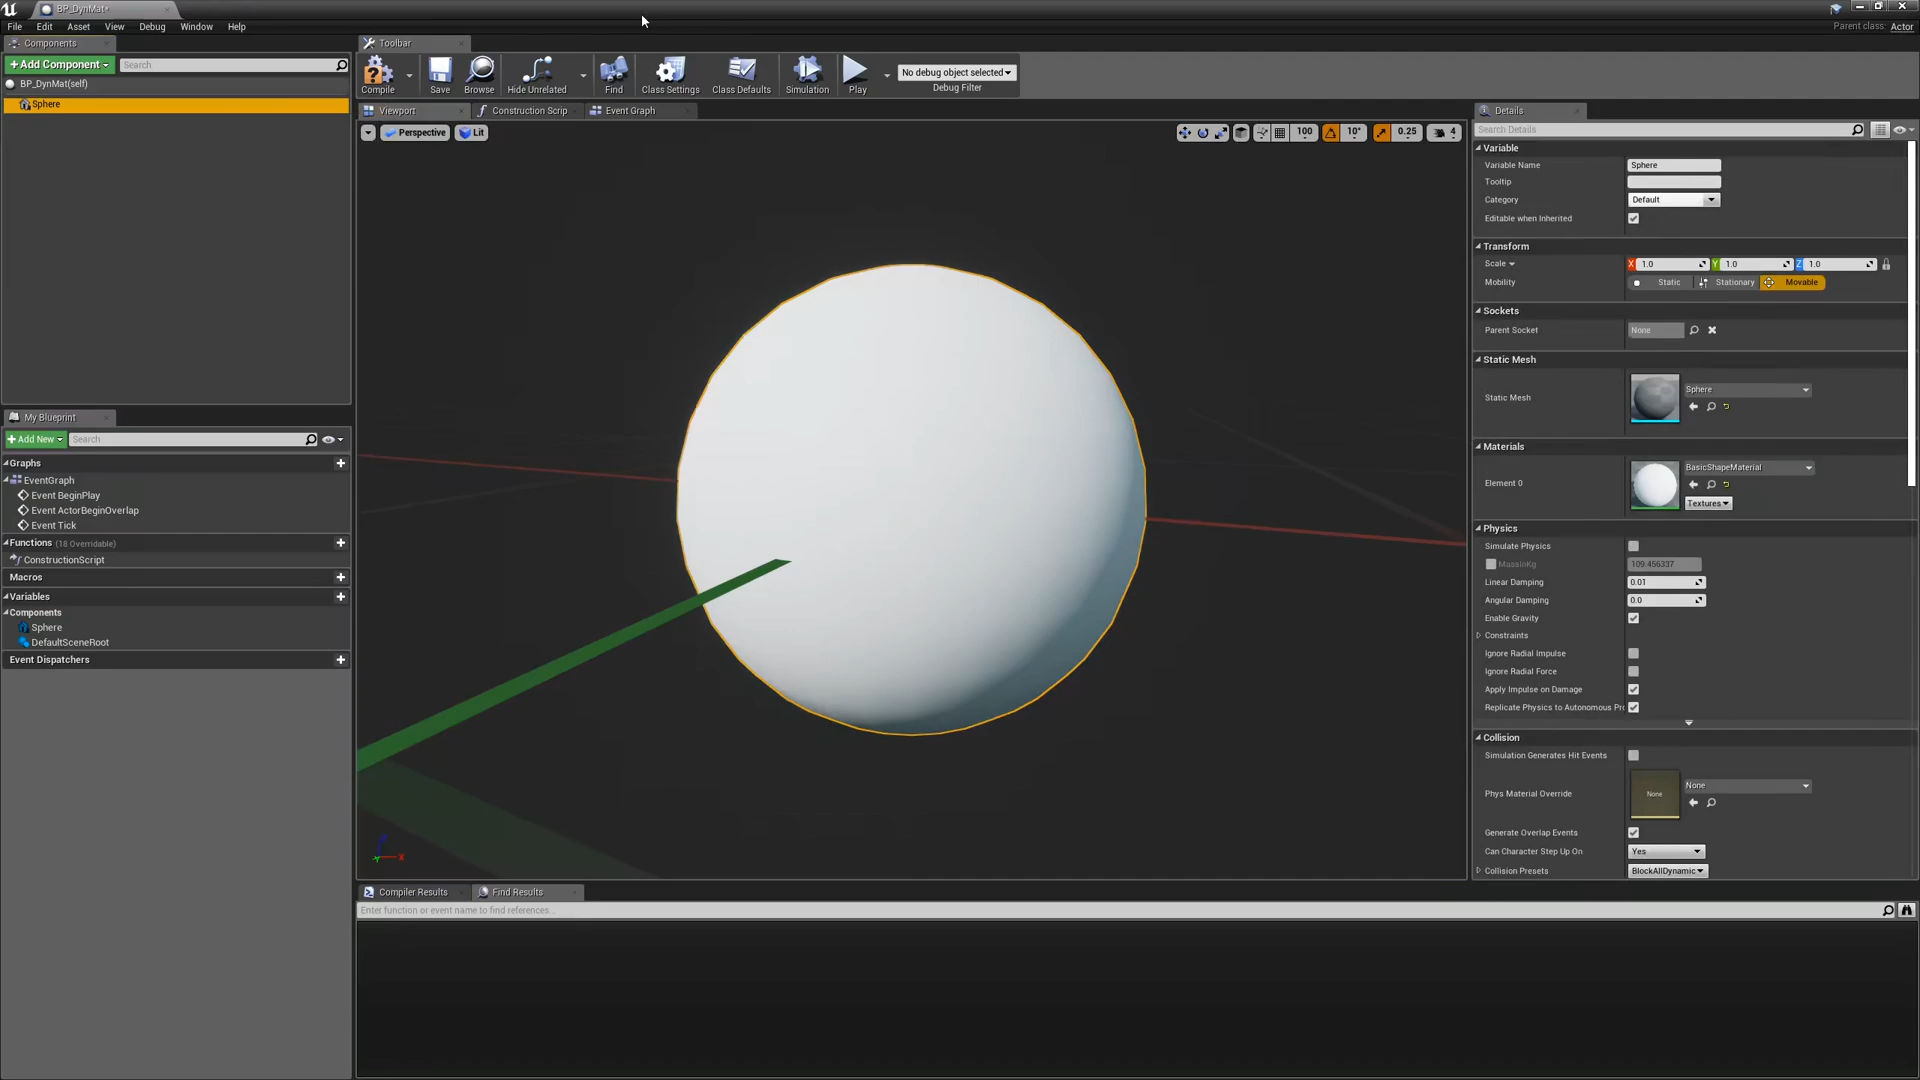 BP_DynMat*
File Edit Asset View Debug Window Help
Parent class: Actor
Components
Toolbar
+Add Component
Search
BP_DynMat(self)
Sphere
Compile
Save
Browse
Hide Unrelated
Find
Class Settings
Class Defaults
Simulation
Play
No debug object selected
Debug Filter
Viewport
Construction Scrip
Event Graph
Perspective
Lit
100
10°
0.25
4
Details
Search Details
Variable
Variable Name
Sphere
Tooltip
Category
Default
Editable when Inherited
Transform
Scale
X 1.0
Y 1.0
Z 1.0
Mobility
Static
Stationary
Movable
Sockets
Parent Socket
None
Static Mesh
Static Mesh
Sphere
Materials
Element 0
BasicShapeMaterial
Textures
Physics
Simulate Physics
MassInKg
109.456337
Linear Damping
0.01
Angular Damping
0.0
Enable Gravity
Constraints
Ignore Radial Impulse
Ignore Radial Force
Apply Impulse on Damage
Replicate Physics to Autonomous Pr
Collision
Simulation Generates Hit Events
Phys Material Override
None
None
Generate Overlap Events
Can Character Step Up On
Yes
Collision Presets
BlockAllDynamic
My Blueprint
+Add New
Search
Graphs
EventGraph
Event BeginPlay
Event ActorBeginOverlap
Event Tick
Functions (18 Overridable)
ConstructionScript
Macros
Variables
Components
Sphere
DefaultSceneRoot
Event Dispatchers
X
Compiler Results
Find Results
Enter function or event name to find references...